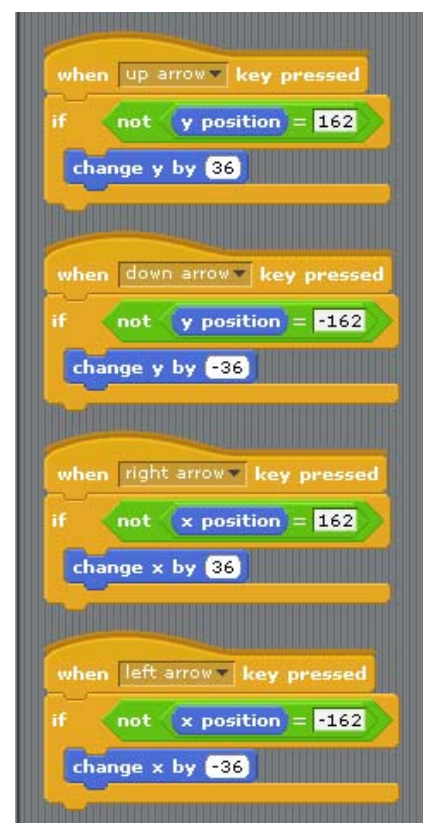 when up arrow key pressed
if not y position = 162
change y by 36
when down arrow key pressed
if not y position = -162
change y by -36
when right arrow key pressed
if not x position = 162
change x by 36
when left arrow key pressed
if not x position = -162
change x by -36